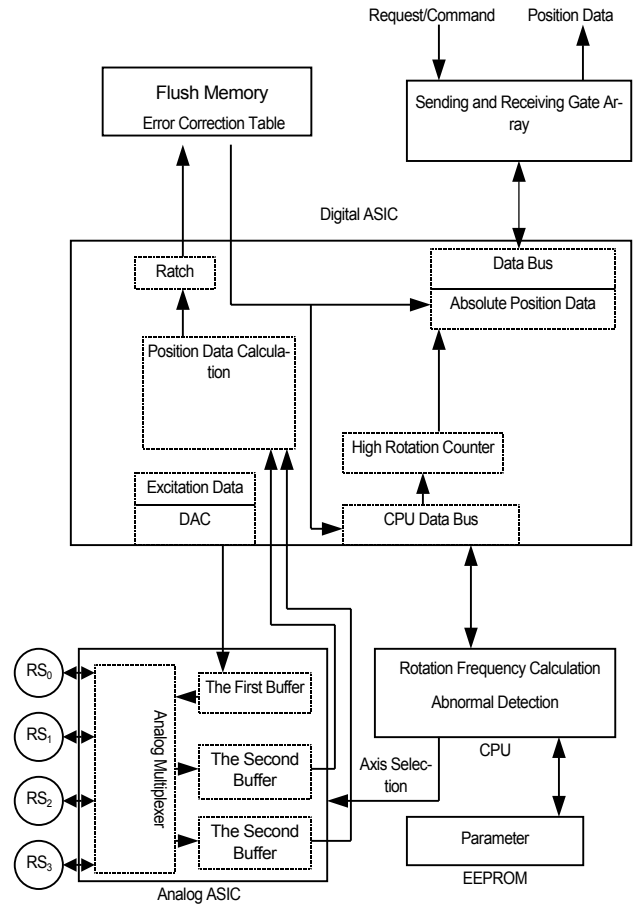 Request/Command
Position Data
Flush Memory
Error Correction Table
Sending and Receiving Gate Ar-
ray
Digital ASIC
Ratch
Data Bus
Absolute Position Data
Position Data Calcula-
tion
High Rotation Counter
Excitation Data
DAC
CPU Data Bus
RS0
RS1
RS2
RS3
Analog Multiplexer
The First Buffer
The Second
Buffer
The Second
Buffer
Analog ASIC
Rotation Frequency Calculation
Abnormal Detection
CPU
Axis Selec-
tion
Parameter
EEPROM